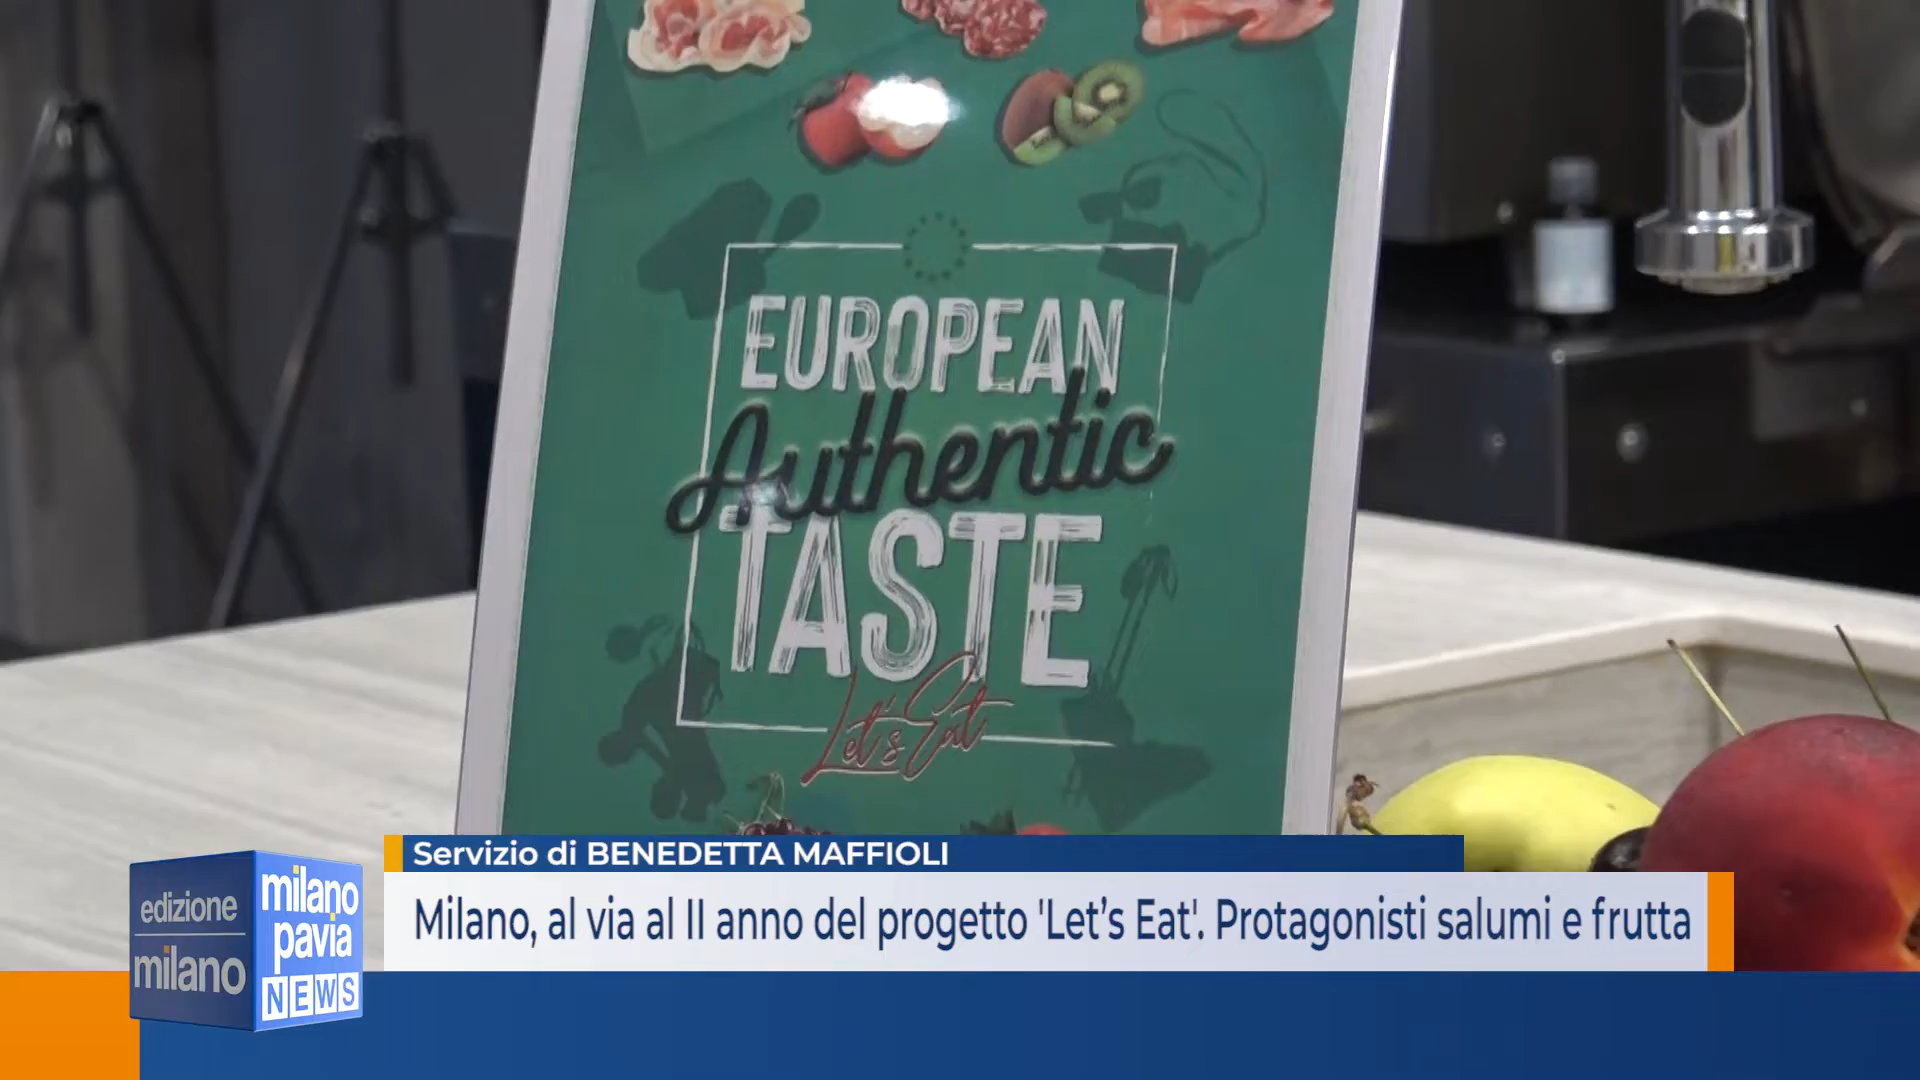 EUROPEAN
Authentic
TASTE
Let's Eat
Servizio di BENEDETTA MAFFIOLI
Milano, al via al II anno del progetto 'Let’s Eat'. Protagonisti salumi e frutta
edizione
milano
milano
pavia
NEWS